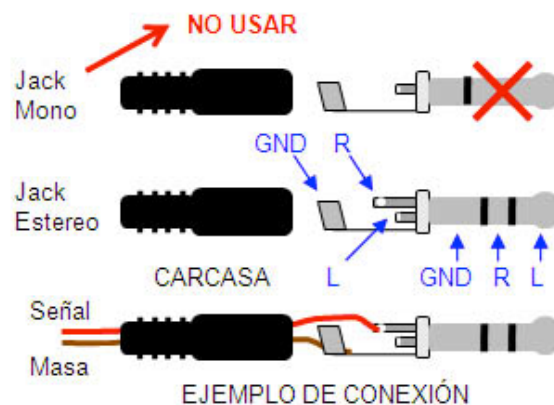 NO USAR
Jack
Mono
GND R
Jack
Estereo
CARCASA
L
GND R L
Señal
Masa
EJEMPLO DE CONEXIÓN